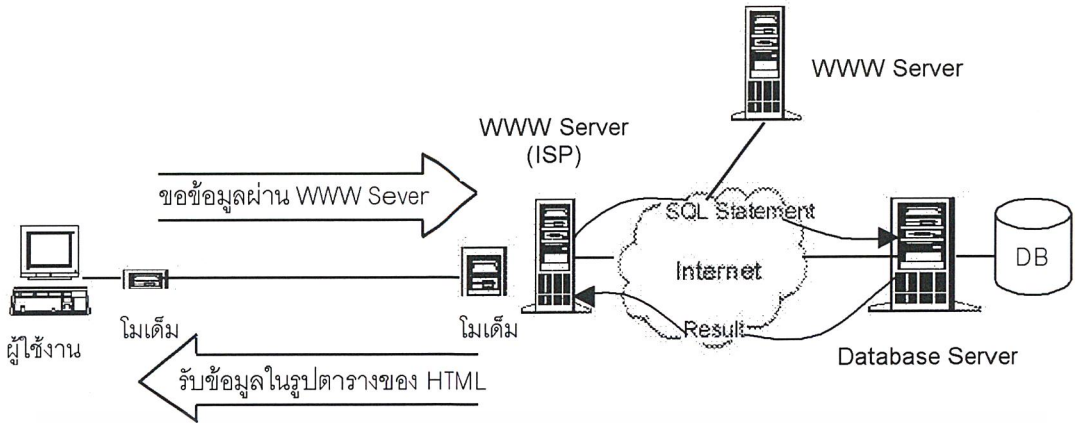 WWW Server
WWW Server
(ISP)
ขอข้อมูลผ่าน WWW Sever
SQL Statement
Internet
DB
ผู้ใช้งาน
โมเด็ม
โมเด็ม
Result
Database Server
รับข้อมูลในรูปตารางของ HTML